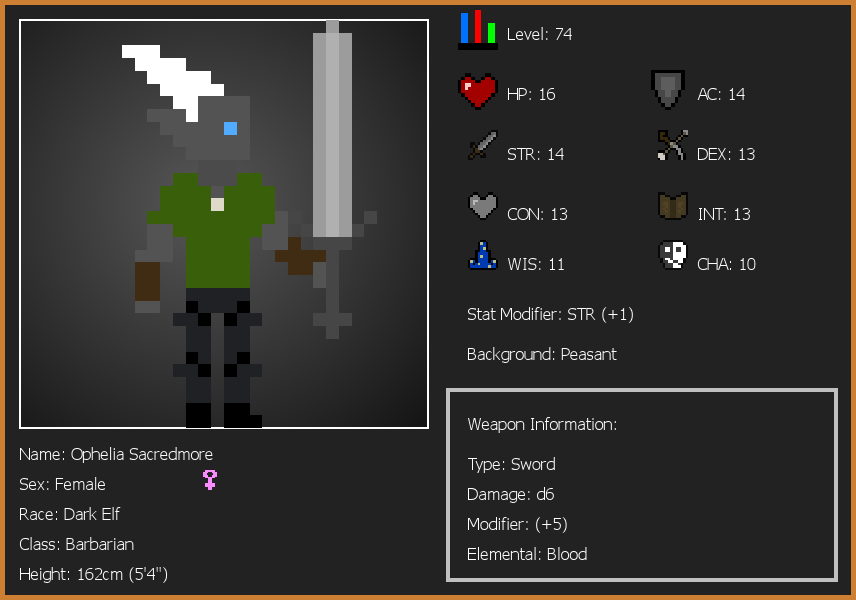 Level: 74
HP: 16
AC: 14
STR: 14
DEX: 13
CON: 13
INT: 13
WIS: 11
CHA: 10
Stat Modifier: STR (+1)
Background: Peasant
Weapon Information:
Type: Sword
Damage: d6
Modifier: (+5)
Elemental: Blood
Name: Ophelia Sacredmore
Sex: Female
Race: Dark Elf
Class: Barbarian
Height: 162cm (5'4")